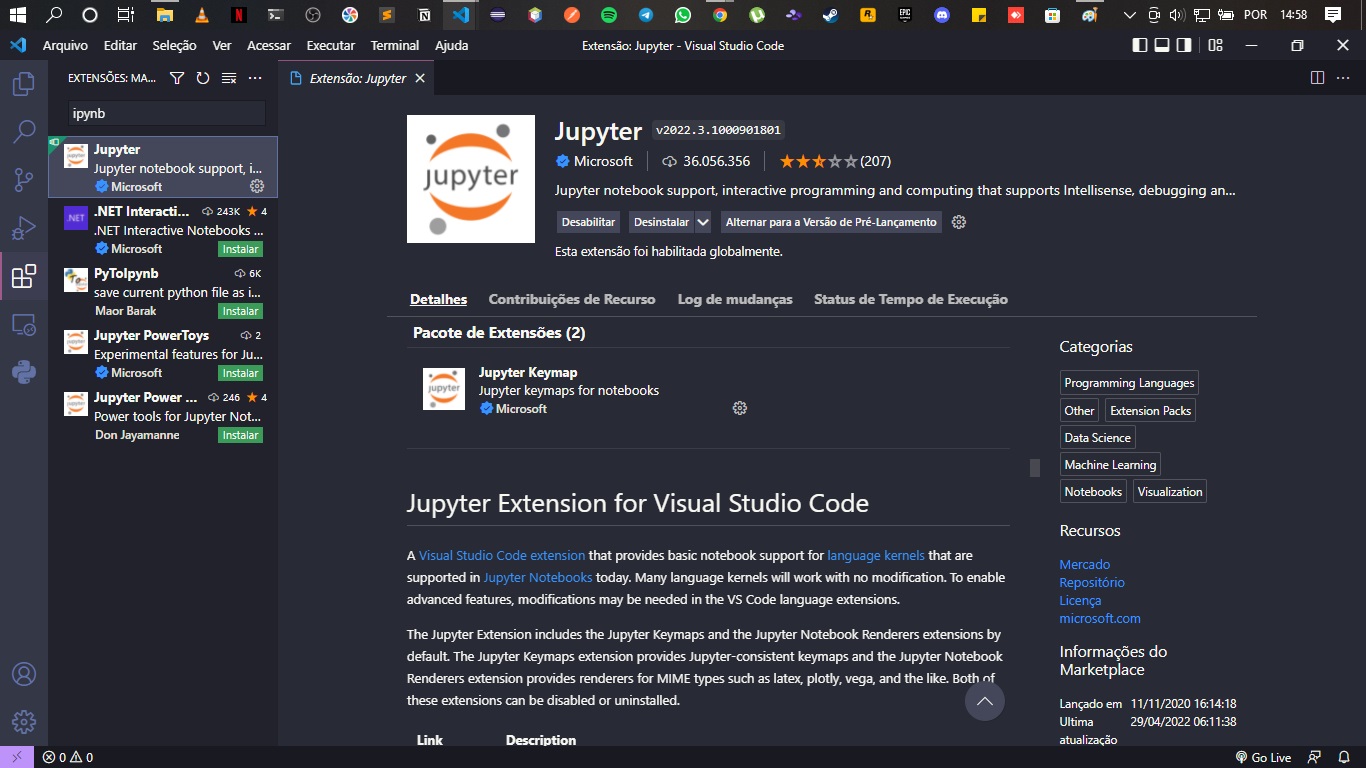 POR
14:58
Arquivo Editar Seleção Ver Acessar Executar Terminal Ajuda
Extensão: Jupyter - Visual Studio Code
EXTENSÕES: MA...
Extensão: Jupyter
ipynb
Jupyter
Jupyter notebook support, i...
Microsoft
.NET
.NET Interacti... 243K 4
.NET Interactive Notebooks ...
Microsoft Instalar
PyToIpynb 6K
save current python file as i...
Maor Barak Instalar
Jupyter PowerToys 2
Experimental features for Ju...
Microsoft Instalar
Jupyter Power ... 246 4
Power tools for Jupyter Not...
Don Jayamanne Instalar
jupyter
Jupyter v2022.3.1000901801
Microsoft 36.056.356 (207)
Jupyter notebook support, interactive programming and computing that supports Intellisense, debugging an...
Desabilitar Desinstalar Alternar para a Versão de Pré-Lançamento
Esta extensão foi habilitada globalmente.
Detalhes Contribuições de Recurso Log de mudanças Status de Tempo de Execução
Pacote de Extensões (2)
jupyter
Jupyter Keymap
Jupyter keymaps for notebooks
Microsoft
Jupyter Extension for Visual Studio Code
A Visual Studio Code extension that provides basic notebook support for language kernels that are
supported in Jupyter Notebooks today. Many language kernels will work with no modification. To enable
advanced features, modifications may be needed in the VS Code language extensions.
The Jupyter Extension includes the Jupyter Keymaps and the Jupyter Notebook Renderers extensions by
default. The Jupyter Keymaps extension provides Jupyter-consistent keymaps and the Jupyter Notebook
Renderers extension provides renderers for MIME types such as latex, plotly, vega, and the like. Both of
these extensions can be disabled or uninstalled.
Link Description
Categorias
Programming Languages
Other Extension Packs
Data Science
Machine Learning
Notebooks Visualization
Recursos
Mercado
Repositório
Licença
microsoft.com
Informações do
Marketplace
Lançado em 11/11/2020 16:14:18
Ultima 29/04/2022 06:11:38
atualização
0 0
Go Live